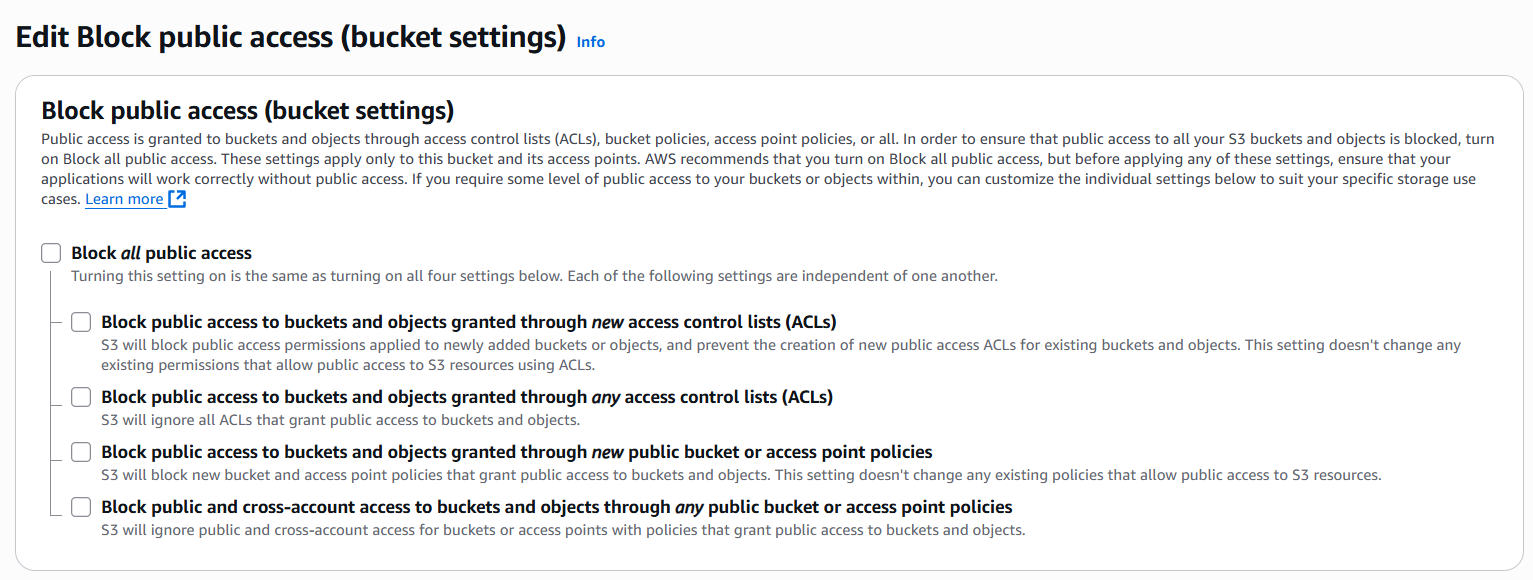 Edit Block public access (bucket settings) Info
Block public access (bucket settings)
Public access is granted to buckets and objects through access control lists (ACLs), bucket policies, access point policies, or all. In order to ensure that public access to all your S3 buckets and objects is blocked, turn
on Block all public access. These settings apply only to this bucket and its access points. AWS recommends that you turn on Block all public access, but before applying any of these settings, ensure that your
applications will work correctly without public access. If you require some level of public access to your buckets or objects within, you can customize the individual settings below to suit your specific storage use
cases. Learn more
Block all public access
Turning this setting on is the same as turning on all four settings below. Each of the following settings are independent of one another.
Block public access to buckets and objects granted through new access control lists (ACLs)
S3 will block public access permissions applied to newly added buckets or objects, and prevent the creation of new public access ACLs for existing buckets and objects. This setting doesn't change any
existing permissions that allow public access to S3 resources using ACLs.
Block public access to buckets and objects granted through any access control lists (ACLs)
S3 will ignore all ACLs that grant public access to buckets and objects.
Block public access to buckets and objects granted through new public bucket or access point policies
S3 will block new bucket and access point policies that grant public access to buckets and objects. This setting doesn't change any existing policies that allow public access to S3 resources.
Block public and cross-account access to buckets and objects through any public bucket or access point policies
S3 will ignore public and cross-account access for buckets or access points with policies that grant public access to buckets and objects.